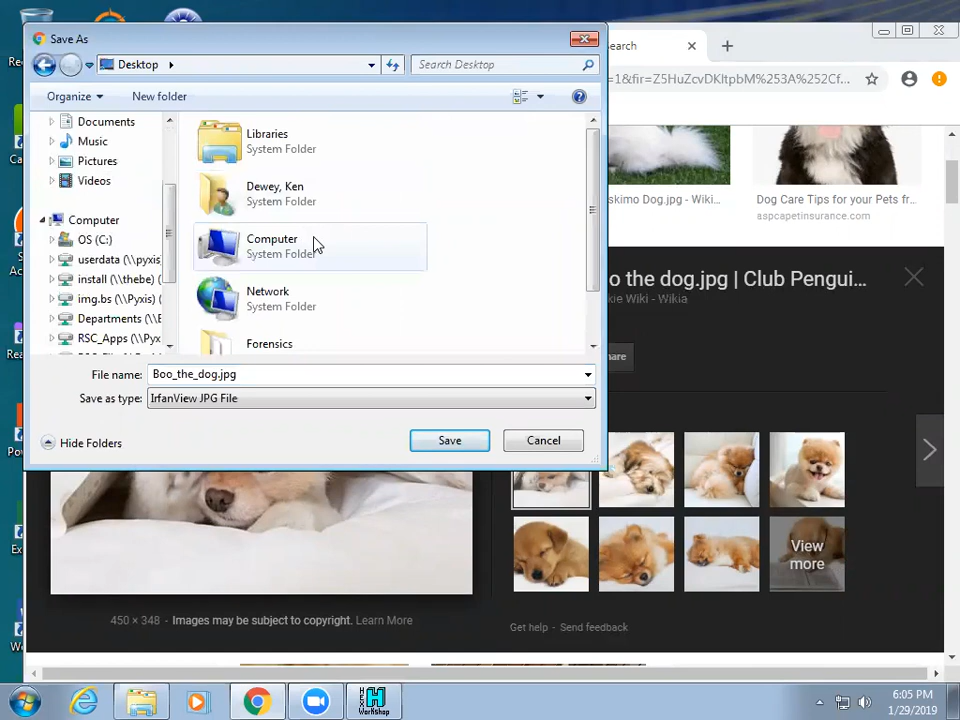 Save As
Search
Desktop
Search Desktop
=1&fir=Z5HuZcvDKltpbM%253A%252Cf...
Organize
New folder
Documents
Music
Pictures
Videos
Computer
OS (C:)
userdata (\\Pyxis)
install (\\thebe)
img.bs (\\Pyxis)
Departments (\\E
RSC_Apps (\\Pyx
Libraries
System Folder
Dewey, Ken
System Folder
Computer
System Folder
Network
System Folder
Forensics
File name: Boo_the_dog.jpg
Save as type: IrfanView JPG File
Hide Folders
Save
Cancel
skimo Dog.jpg - Wiki...
Dog Care Tips for your Pets fr
aspcapetinsurance.com
o the dog.jpg | Club Pengui...
kie Wiki - Wikia
are
View
more
450 × 348 - Images may be subject to copyright. Learn More
Get help - Send feedback
HEX
Workshop
6:05 PM
1/29/2019